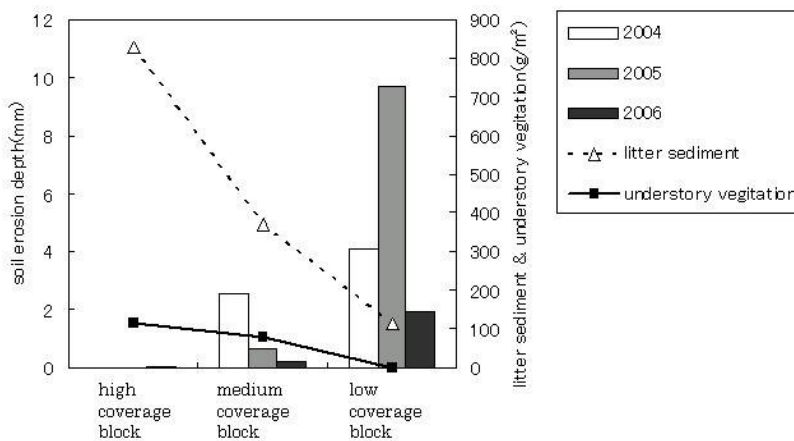 12
10
8
6
4
2
0
soil erosion depth(mm)
900
800
700
600
500
400
300
200
100
0
litter sediment & understory vegitation(g/m²)
high
coverage
block
medium
coverage
block
low
coverage
block
2004
2005
2006
litter sediment
understory vegitation